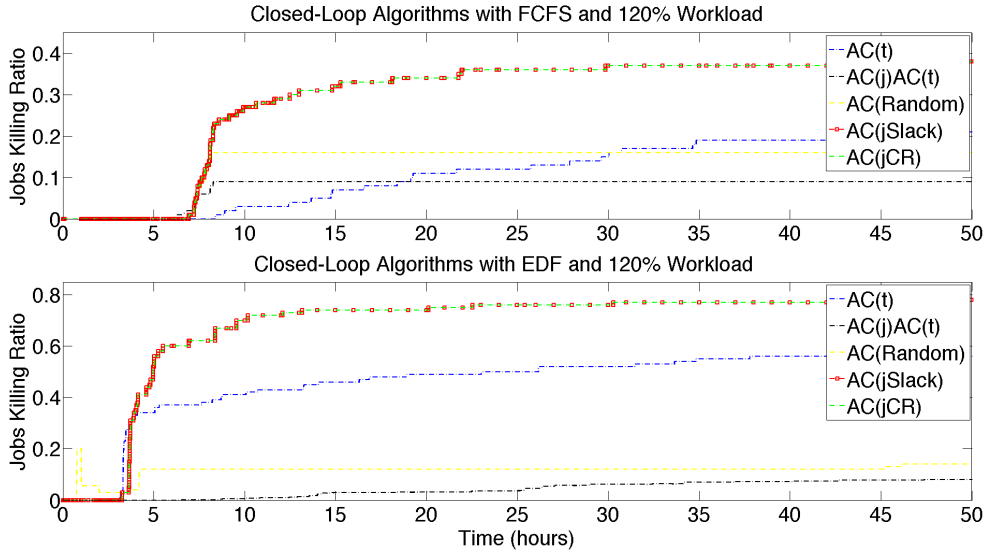 Closed-Loop Algorithms with FCFS and 120% Workload
Jobs Killing Ratio
0.4
0.3
0.2
0.1
0
0 5 10 15 20 25 30 35 40 45 50
AC(t)
AC(j)AC(t)
AC(Random)
AC(jSlack)
AC(jCR)
Closed-Loop Algorithms with EDF and 120% Workload
Jobs Killing Ratio
0.8
0.6
0.4
0.2
0
0 5 10 15 20 25 30 35 40 45 50
AC(t)
AC(j)AC(t)
AC(Random)
AC(jSlack)
AC(jCR)
Time (hours)